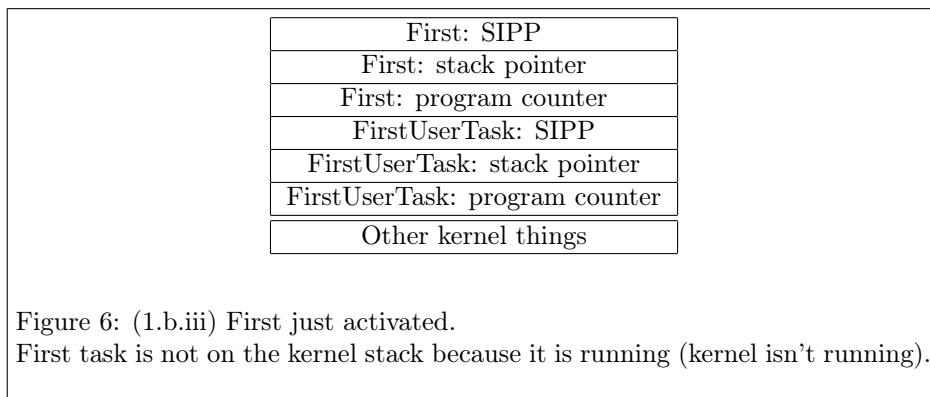 First: SIPP
First: stack pointer
First: program counter
FirstUserTask: SIPP
FirstUserTask: stack pointer
FirstUserTask: program counter
Other kernel things
Figure 6: (1.b.iii) First just activated.
First task is not on the kernel stack because it is running (kernel isn't running).